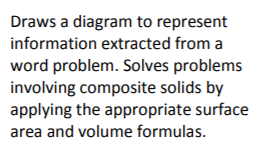 Draws a diagram to represent
information extracted from a
word problem. Solves problems
involving composite solids by
applying the appropriate surface
area and volume formulas.